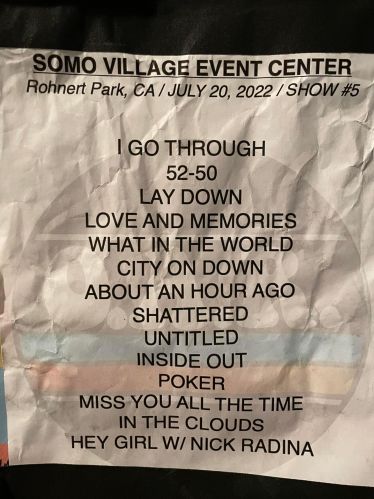 SOMO VILLAGE EVENT CENTER
Rohnert Park, CA / JULY 20, 2022 / SHOW #5
I GO THROUGH
52-50
LAY DOWN
LOVE AND MEMORIES
WHAT IN THE WORLD
CITY ON DOWN
ABOUT AN HOUR AGO
SHATTERED
UNTITLED
INSIDE OUT
POKER
MISS YOU ALL THE TIME
IN THE CLOUDS
HEY GIRL W/ NICK RADINA